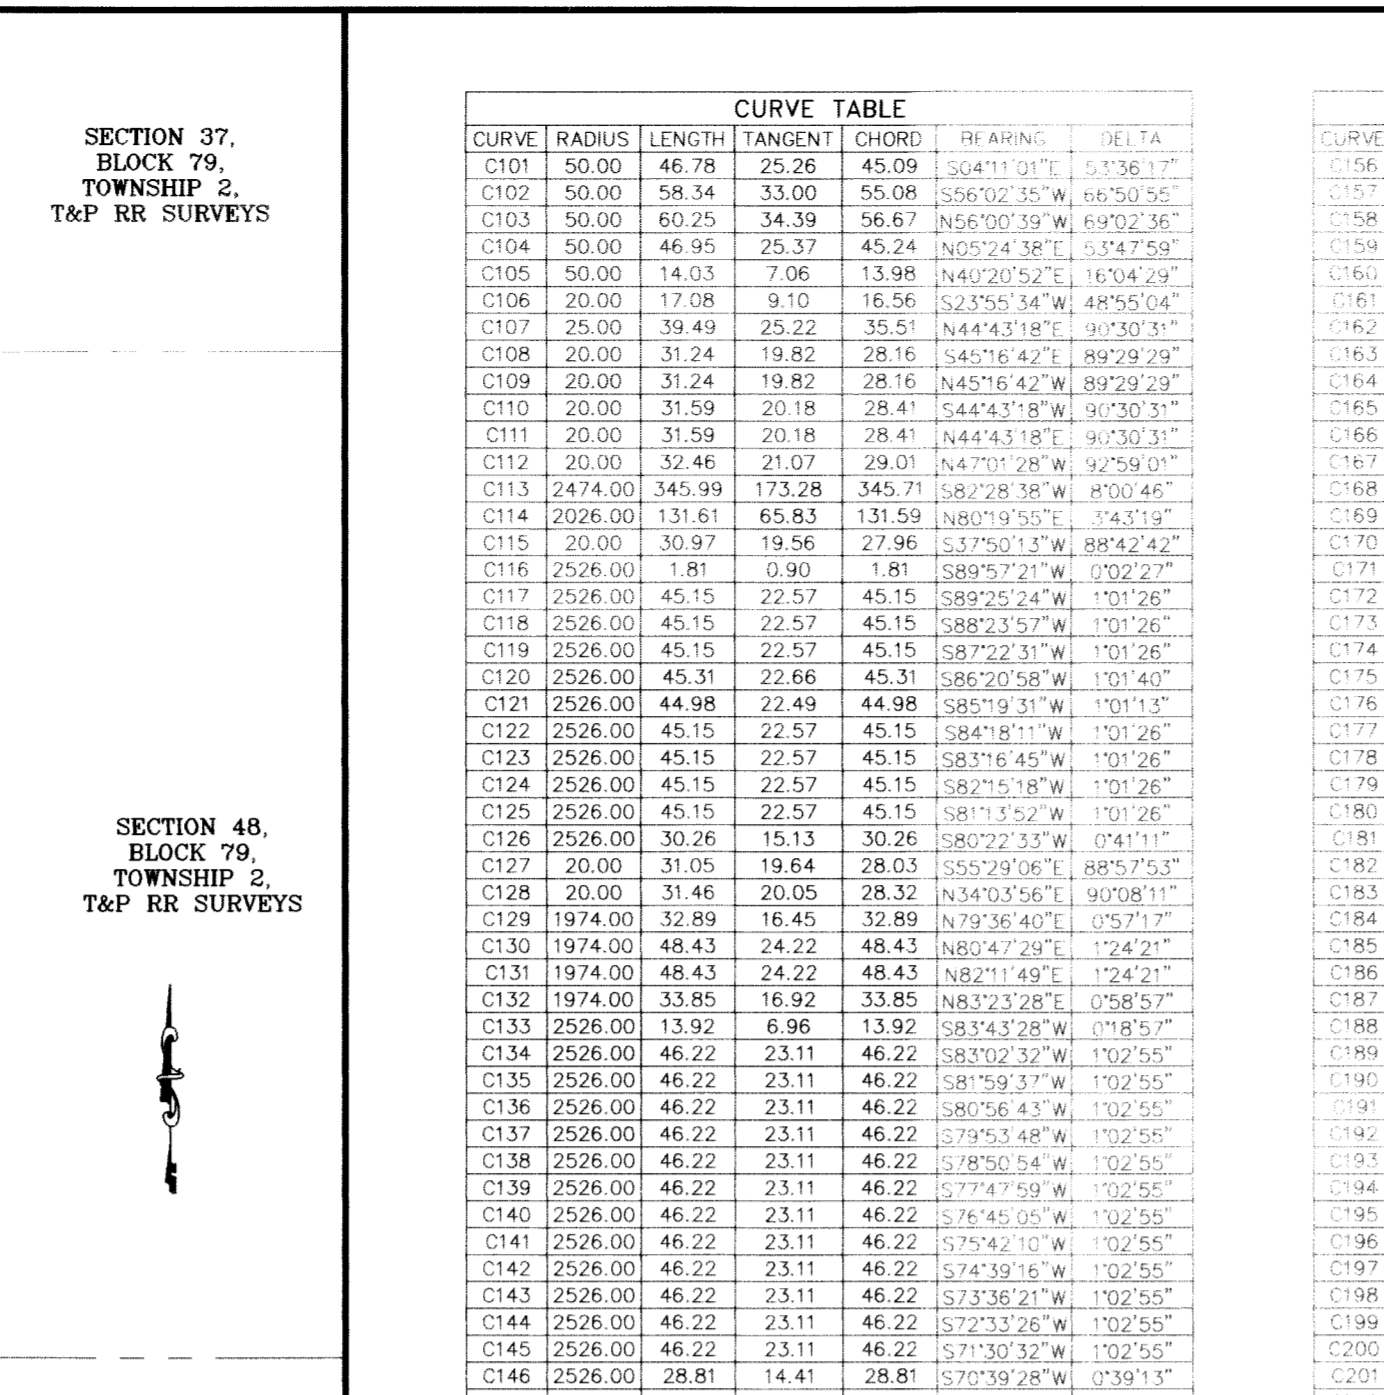 SECTION 37,
BLOCK 79,
TOWNSHIP 2,
T&P RR SURVEYS
SECTION 48,
BLOCK 79,
TOWNSHIP 2,
T&P RR SURVEYS
CURVE TABLE
CURVE RADIUS LENGTH TANGENT CHORD BEARING DELTA
C101 50.00 46.78 25.26 45.09 S04°11'01"E 53°36'17"
C102 50.00 58.34 33.00 55.08 S56°02'35"W 66°50'55"
C103 50.00 60.25 34.39 56.67 N56°00'39"W 69°02'36"
C104 50.00 46.95 25.37 45.24 N05°24'38"E 53°47'59"
C105 50.00 14.03 7.06 13.98 N40°20'52"E 16°04'29"
C106 20.00 17.08 9.10 16.56 S23°55'34"W 48°55'04"
C107 25.00 39.49 25.22 35.51 N44°43'18"E 90°30'31"
C108 20.00 31.24 19.82 28.16 S45°16'42"E 89°29'29"
C109 20.00 31.24 19.82 28.16 N45°16'42"W 89°29'29"
C110 20.00 31.59 20.18 28.41 S44°43'18"W 90°30'31"
C111 20.00 31.59 20.18 28.41 N44°43'18"E 90°30'31"
C112 20.00 32.46 21.07 29.01 N47°01'28"W 92°59'01"
C113 2474.00 345.99 173.28 345.71 S82°28'38"W 8°00'46"
C114 2026.00 131.61 65.83 131.59 N80°19'55"E 3°43'19"
C115 20.00 30.97 19.56 27.96 S37°50'13"W 88°42'42"
C116 2526.00 1.81 0.90 1.81 S89°57'21"W 0°02'27"
C117 2526.00 45.15 22.57 45.15 S89°25'24"W 1°01'26"
C118 2526.00 45.15 22.57 45.15 S88°23'57"W 1°01'26"
C119 2526.00 45.15 22.57 45.15 S87°22'31"W 1°01'26"
C120 2526.00 45.31 22.66 45.31 S86°20'58"W 1°01'40"
C121 2526.00 44.98 22.49 44.98 S85°19'31"W 1°01'13"
C122 2526.00 45.15 22.57 45.15 S84°18'11"W 1°01'26"
C123 2526.00 45.15 22.57 45.15 S83°16'45"W 1°01'26"
C124 2526.00 45.15 22.57 45.15 S82°15'18"W 1°01'26"
C125 2526.00 45.15 22.57 45.15 S81°13'52"W 1°01'26"
C126 2526.00 30.26 15.13 30.26 S80°22'33"W 0°41'11"
C127 20.00 31.05 19.64 28.03 S55°29'06"E 88°57'53"
C128 20.00 31.46 20.05 28.32 N34°03'56"E 90°08'11"
C129 1974.00 32.89 16.45 32.89 N79°36'40"E 0°57'17"
C130 1974.00 48.43 24.22 48.43 N80°47'29"E 1°24'21"
C131 1974.00 48.43 24.22 48.43 N82°11'49"E 1°24'21"
C132 1974.00 33.85 16.92 33.85 N83°23'28"E 0°58'57"
C133 2526.00 13.92 6.96 13.92 S83°43'28"W 0°18'57"
C134 2526.00 46.22 23.11 46.22 S83°02'32"W 1°02'55"
C135 2526.00 46.22 23.11 46.22 S81°59'37"W 1°02'55"
C136 2526.00 46.22 23.11 46.22 S80°56'43"W 1°02'55"
C137 2526.00 46.22 23.11 46.22 S79°53'48"W 1°02'55"
C138 2526.00 46.22 23.11 46.22 S78°50'54"W 1°02'55"
C139 2526.00 46.22 23.11 46.22 S77°47'59"W 1°02'55"
C140 2526.00 46.22 23.11 46.22 S76°45'05"W 1°02'55"
C141 2526.00 46.22 23.11 46.22 S75°42'10"W 1°02'55"
C142 2526.00 46.22 23.11 46.22 S74°39'16"W 1°02'55"
C143 2526.00 46.22 23.11 46.22 S73°36'21"W 1°02'55"
C144 2526.00 46.22 23.11 46.22 S72°33'26"W 1°02'55"
C145 2526.00 46.22 23.11 46.22 S71°30'32"W 1°02'55"
C146 2526.00 28.81 14.41 28.81 S70°39'28"W 0°39'13"
CURVE
C156
C157
C158
C159
C160
C161
C162
C163
C164
C165
C166
C167
C168
C169
C170
C171
C172
C173
C174
C175
C176
C177
C178
C179
C180
C181
C182
C183
C184
C185
C186
C187
C188
C189
C190
C191
C192
C193
C194
C195
C196
C197
C198
C199
C200
C201